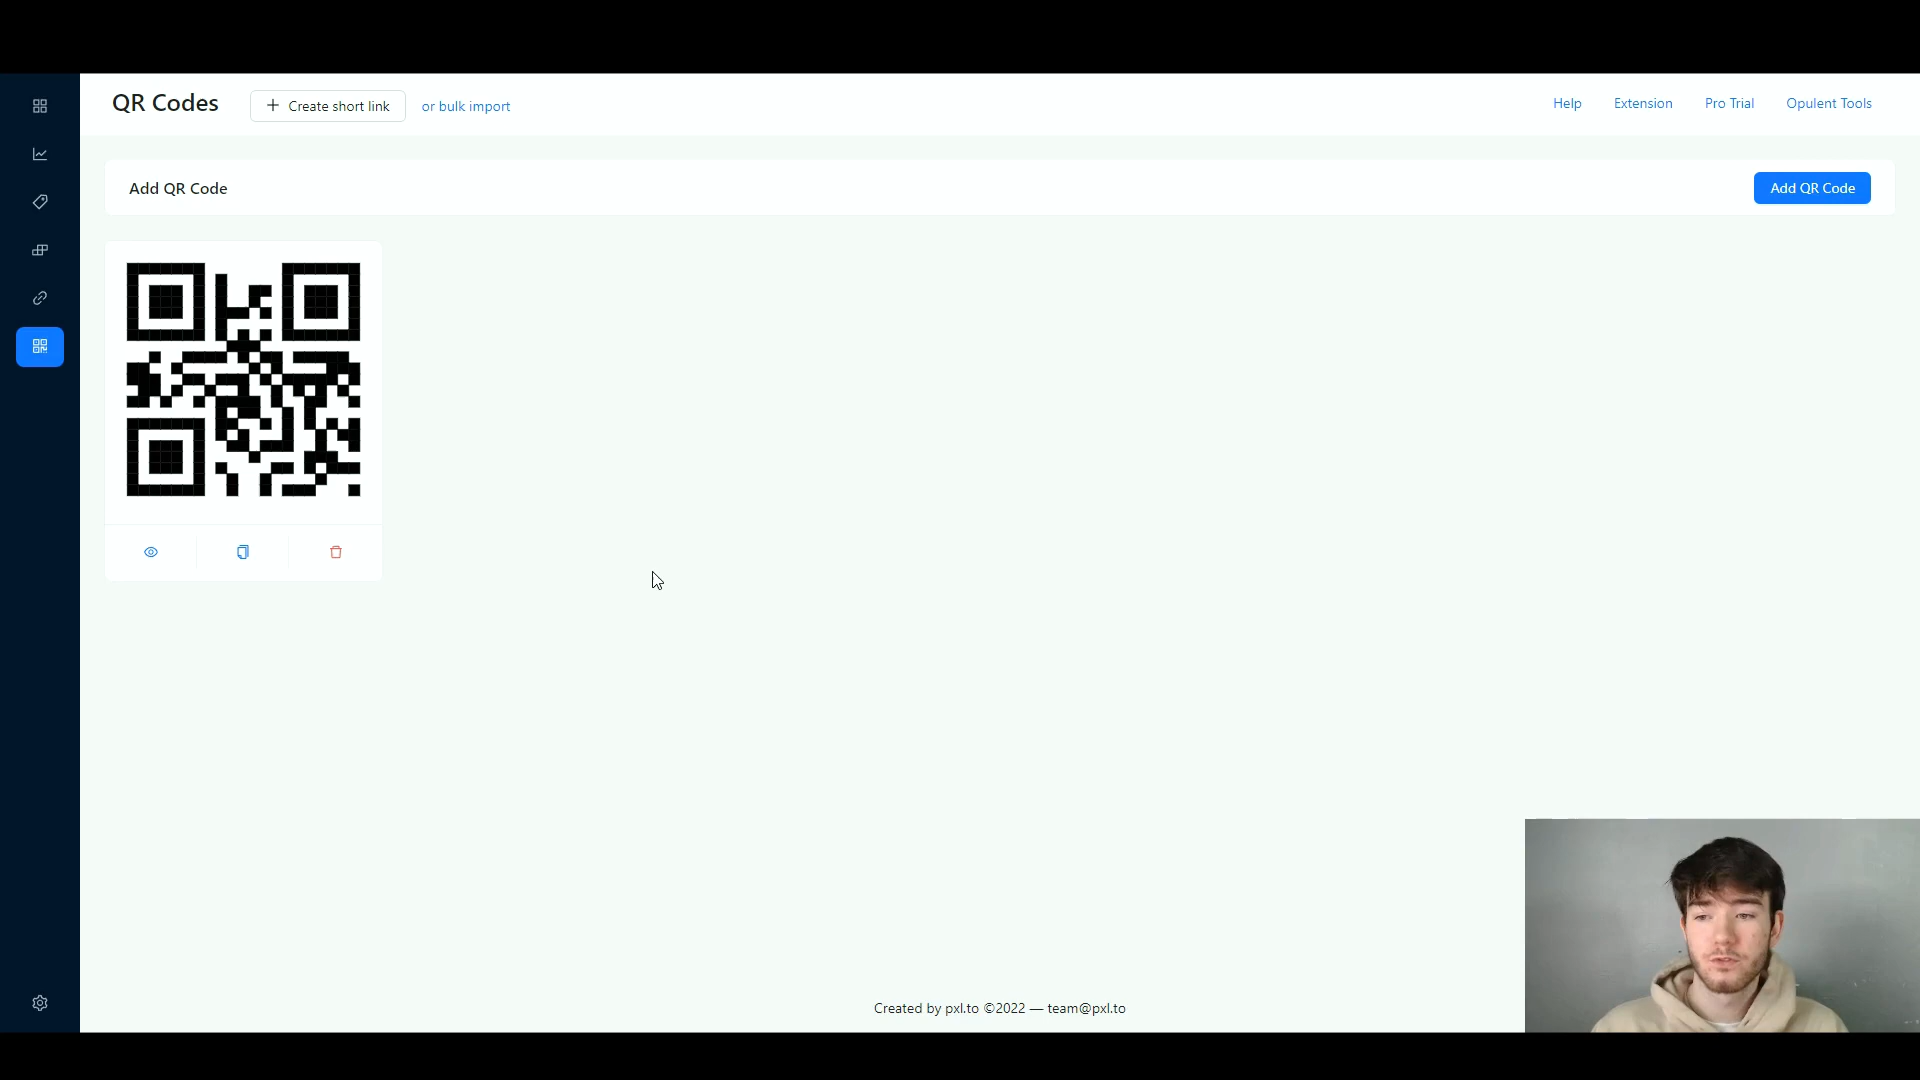 QR Codes
Create short link
or bulk import
Help
Extension
Pro Trial
Opulent Tools
Add QR Code
Add QR Code
Created by pxl.to ©2022 — team@pxl.to